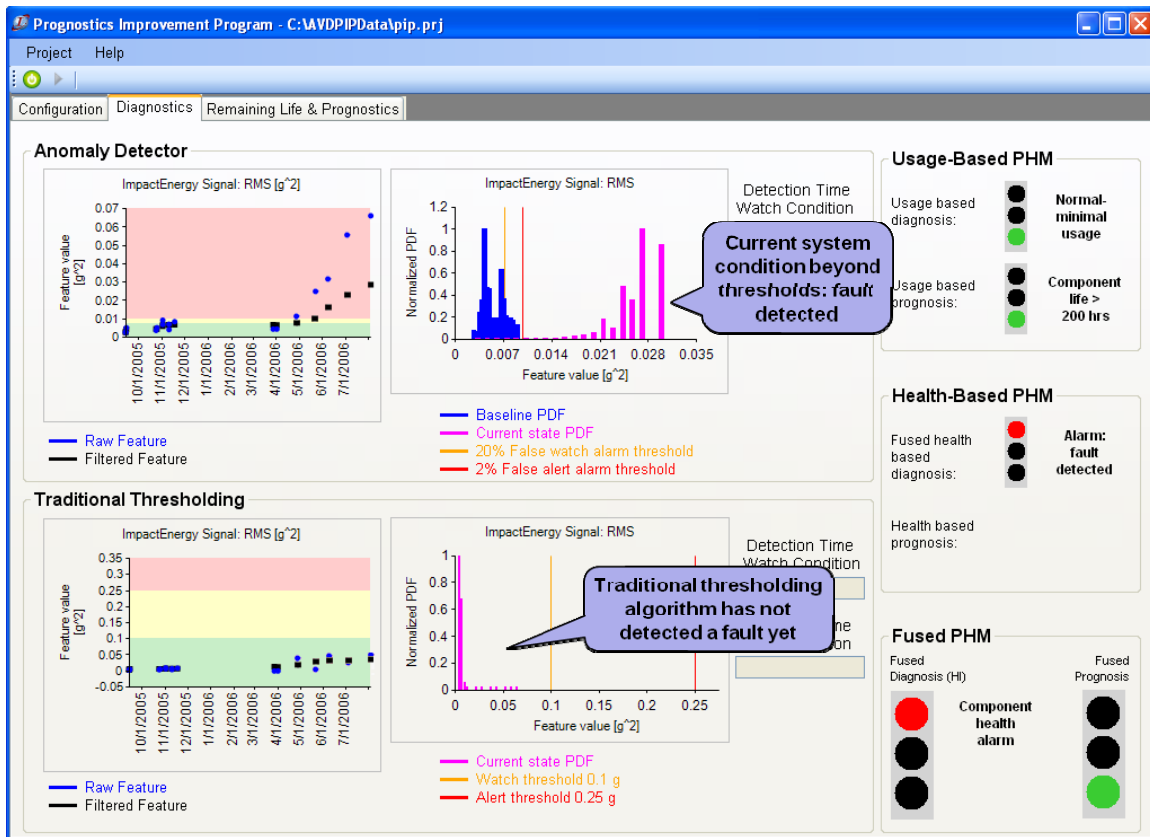 Prognostics Improvement Program - C:\AVDPIPData\pip.prj
Project Help
Configuration Diagnostics Remaining Life & Prognostics
Anomaly Detector
ImpactEnergy Signal: RMS [g^2]
Feature value
[g^2]
0.07
0.06
0.05
0.04
0.03
0.02
0.01
0
10/1/2005
11/1/2005
12/1/2005
1/1/2006
2/1/2006
3/1/2006
4/1/2006
5/1/2006
6/1/2006
7/1/2006
Raw Feature
Filtered Feature
ImpactEnergy Signal: RMS
Normalized PDF
1.2
1
0.8
0.6
0.4
0.2
0
0 0.007 0.014 0.021 0.028 0.035
Feature value [g^2]
Baseline PDF
Current state PDF
20% False watch alarm threshold
2% False alert alarm threshold
Detection Time
Watch Condition
Current system
condition beyond
thresholds: fault
detected
Traditional Thresholding
ImpactEnergy Signal: RMS [g^2]
Feature value
[g^2]
0.35
0.3
0.25
0.2
0.15
0.1
0.05
0
-0.05
10/1/2005
11/1/2005
12/1/2005
1/1/2006
2/1/2006
3/1/2006
4/1/2006
5/1/2006
6/1/2006
7/1/2006
Raw Feature
Filtered Feature
ImpactEnergy Signal: RMS
Normalized PDF
1
0.8
0.6
0.4
0.2
0
0 0.05 0.1 0.15 0.2 0.25
Feature value [g^2]
Current state PDF
Watch threshold 0.1 g
Alert threshold 0.25 g
Detection Time
Watch Condition
Traditional thresholding
algorithm has not
detected a fault yet
Usage-Based PHM
Usage based
diagnosis:
Normal-
minimal
usage
Usage based
prognosis:
Component
life >
200 hrs
Health-Based PHM
Fused health
based
diagnosis:
Alarm:
fault
detected
Health based
prognosis:
Fused PHM
Fused
Diagnosis (HI)
Component
health
alarm
Fused
Prognosis